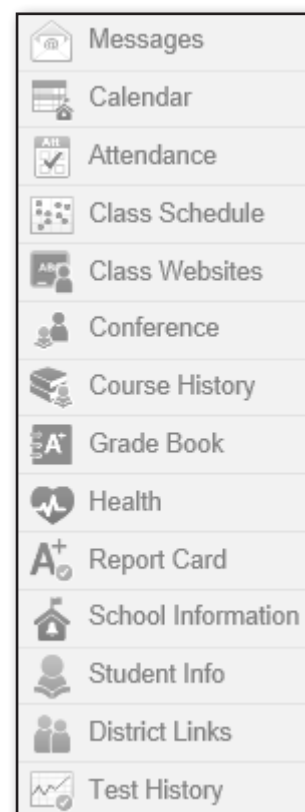 Messages
Calendar
Attendance
Class Schedule
Class Websites
Conference
Course History
Grade Book
Health
Report Card
School Information
Student Info
District Links
Test History